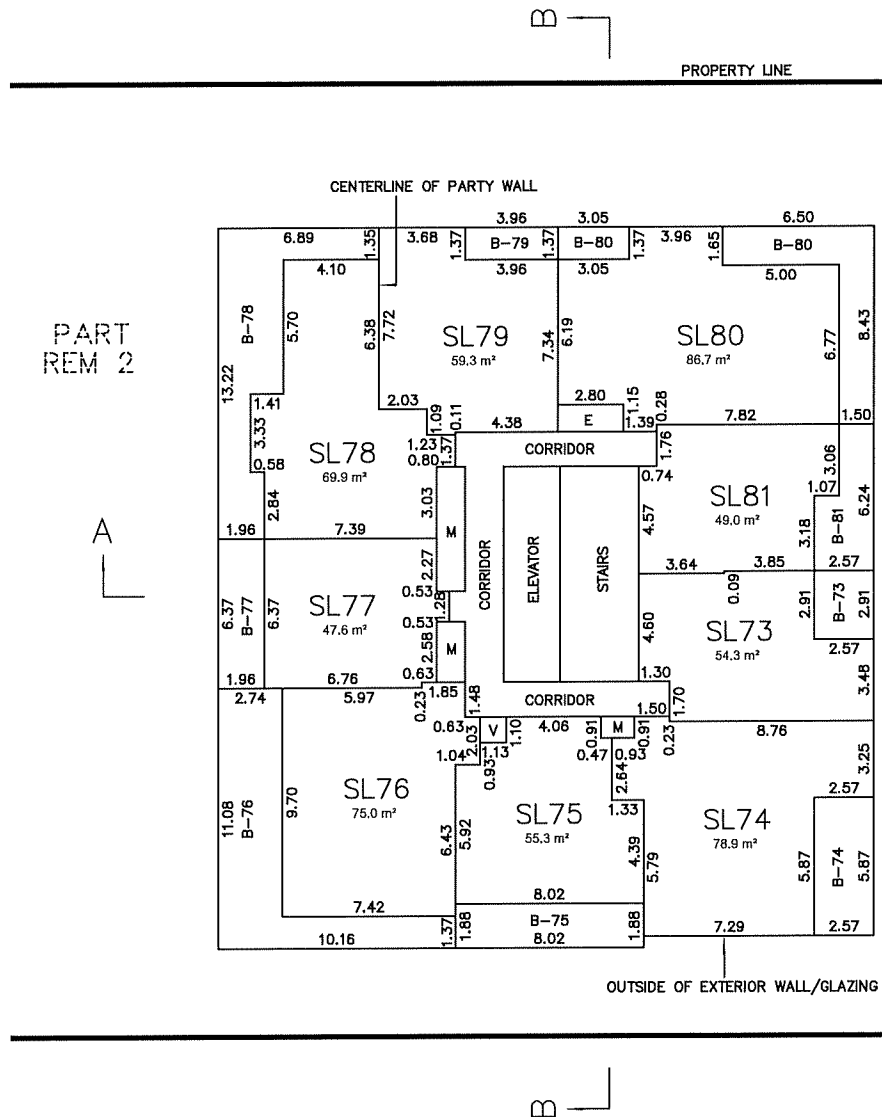 B
PROPERTY LINE
CENTERLINE OF PARTY WALL
3.96 3.05 6.50
6.89 1.35 3.68 1.37 B-79 1.37 B-80 1.37 3.96 1.65 B-80
4.10 3.96 3.05 5.00
PART
REM 2
B-78 5.70 6.38 7.72 SL79 7.34 6.19 SL80 6.77 8.43
59.3 m² 86.7 m²
13.22
1.41 2.03 2.80 1.15 0.28
3.33 1.09 0.11 4.38 E 1.39 7.82 1.50
SL78 1.23 1.37 CORRIDOR 1.76 3.06
69.9 m² 0.80
0.58 0.74
2.84 3.03 M SL81 1.07 6.24
49.0 m²
4.57 3.18 B-81
A
1.96 7.39
CORRIDOR ELEVATOR STAIRS
2.27 3.64 3.85 2.57
0.53 0.09
6.37 B-77 6.37 SL77 1.28 2.91 B-73 2.91
47.6 m²
0.53 4.60 SL73
54.3 m²
2.58 M 2.57
1.96 6.76 0.63 1.30 3.48
2.74 5.97 0.23 1.85 1.48 CORRIDOR 1.50 1.70
0.63 2.03 V 1.10 4.06 0.91 M 0.91 0.23 8.76
1.04 0.93 1.13 0.47 0.93 3.25
2.64 2.57
11.08 B-76 9.70 SL76 1.33
75.0 m²
6.43 5.92 SL75 SL74
55.3 m² 78.9 m²
4.39 5.79 5.87 B-74 5.87
8.02
7.42 1.37 1.88 B-75 1.88
10.16 8.02 7.29 2.57
OUTSIDE OF EXTERIOR WALL/GLAZING
B